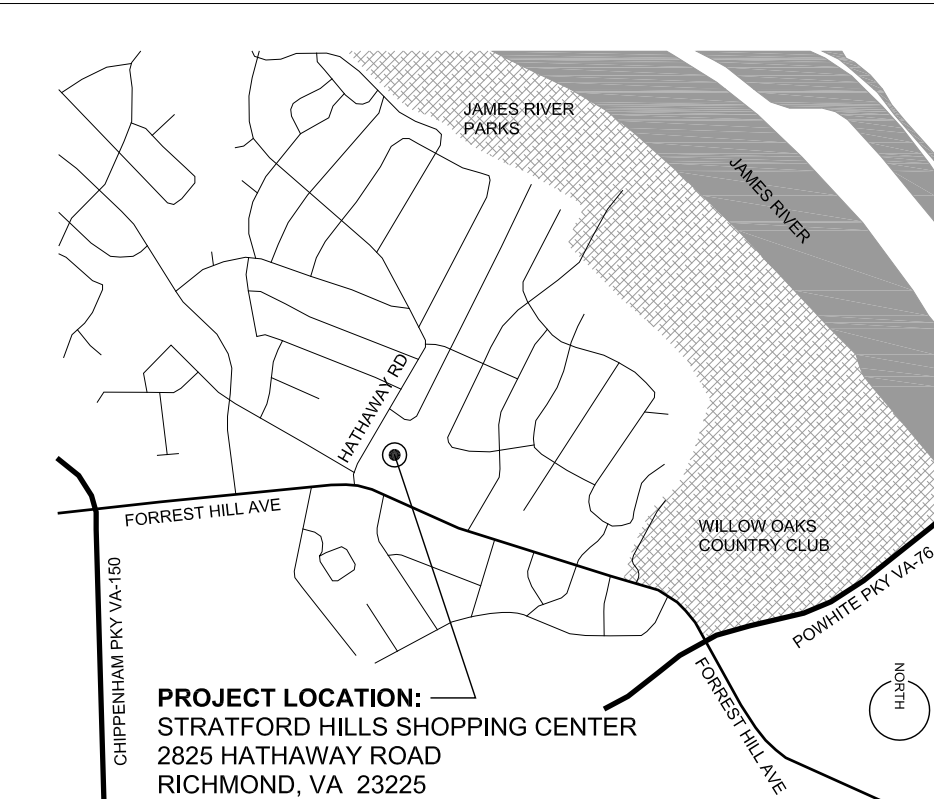 JAMES RIVER
PARKS
JAMES RIVER
HATHAWAY RD
FORREST HILL AVE
WILLOW OAKS
COUNTRY CLUB
POWHITE PKY VA-76
CHIPPENHAM PKY VA-150
FORREST HILL AVE
NORTH
PROJECT LOCATION:
STRATFORD HILLS SHOPPING CENTER
2825 HATHAWAY ROAD
RICHMOND, VA 23225